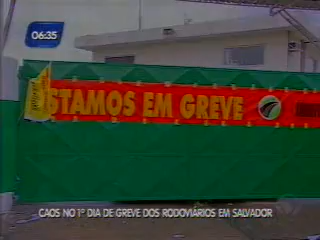 06:35
STAMOS EM GREVE
CAOS NO 1º DIA DE GREVE DOS RODOVIÁRIOS EM SALVADOR